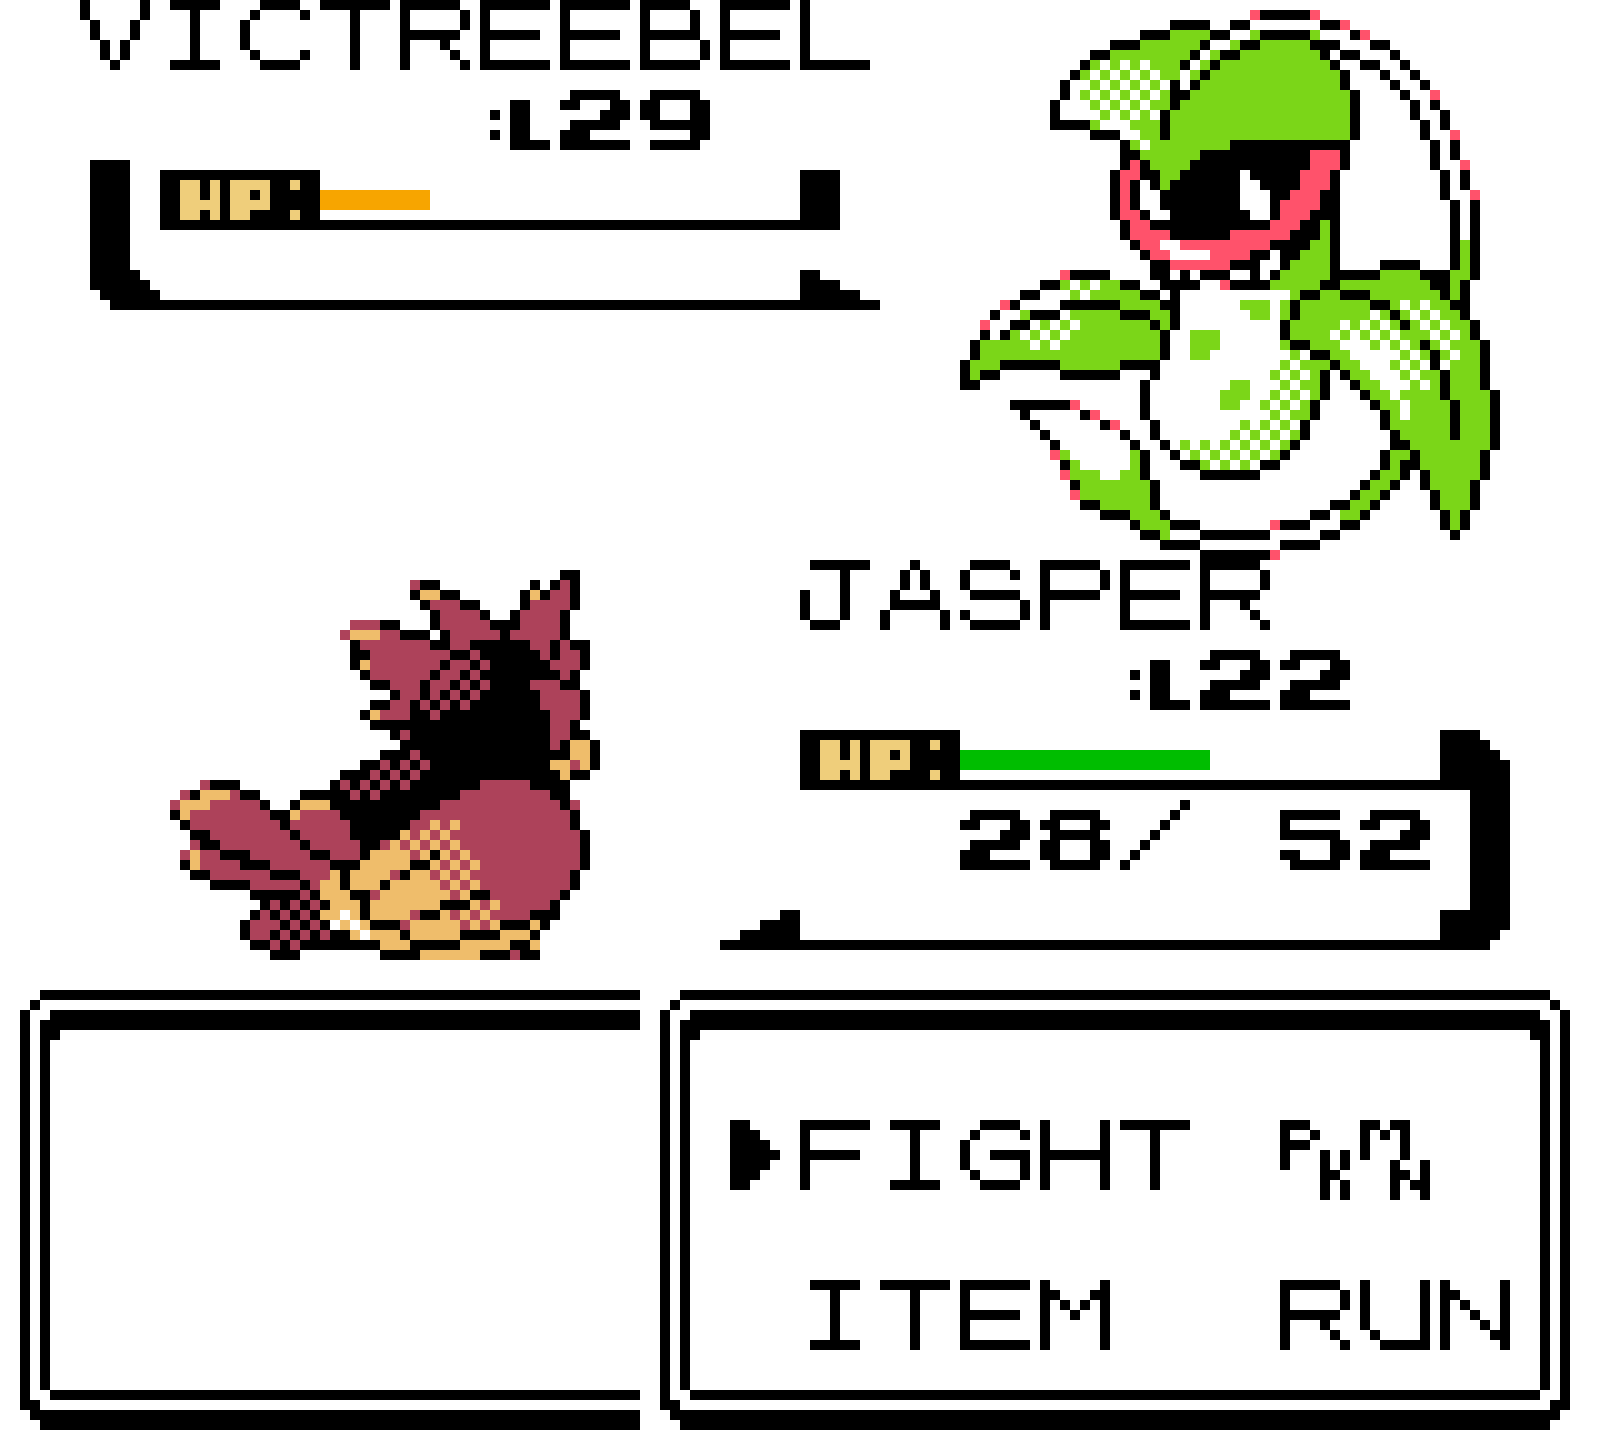 VICTREEBEL
:L29
HP:
JASPER
:L22
HP:
28/ 52
FIGHT PKMN
ITEM RUN